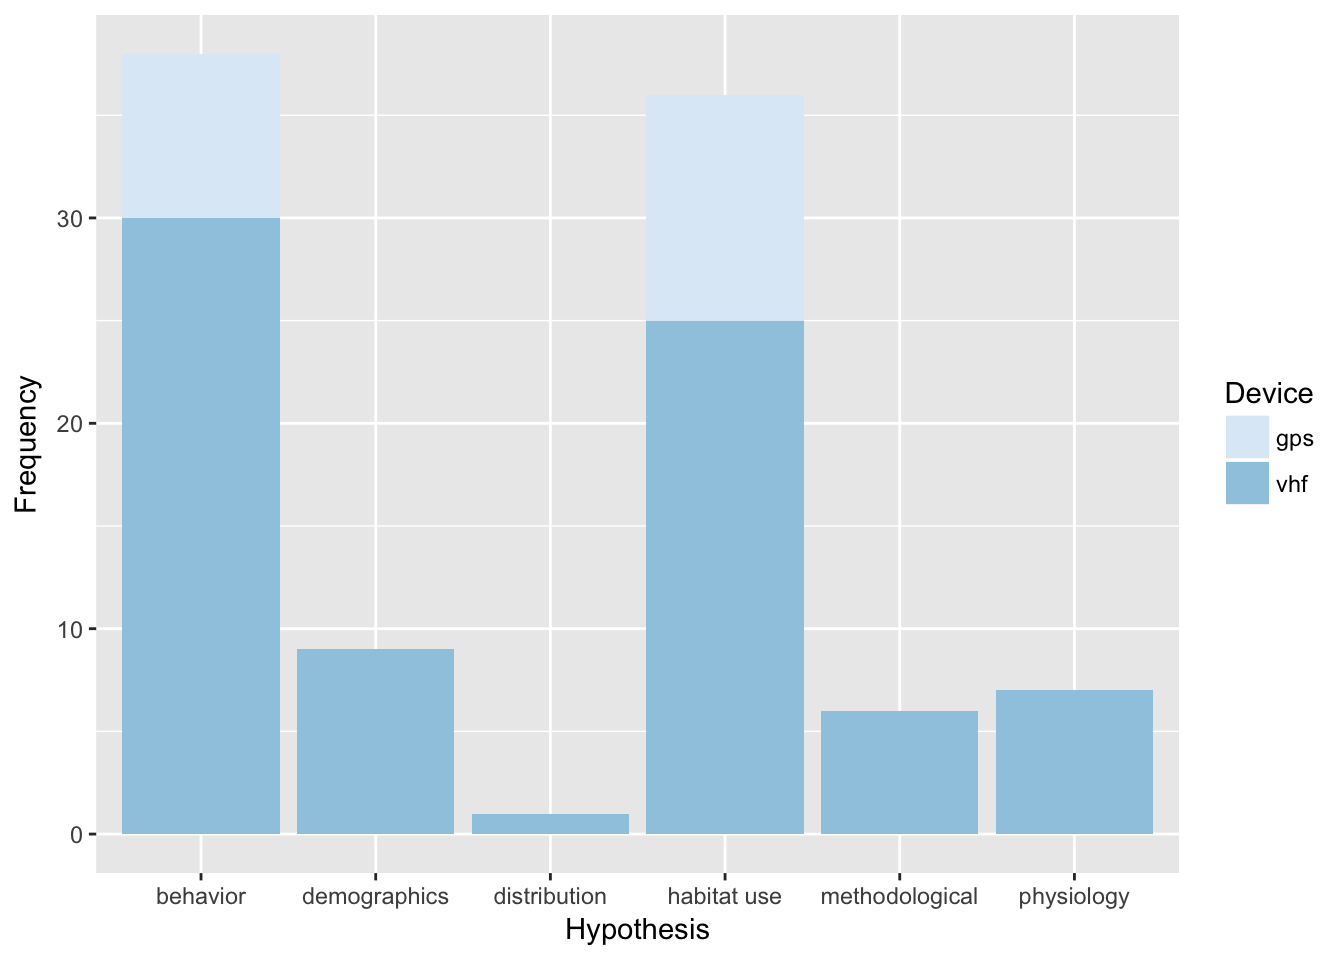 30
20
10
0
Frequency
behavior demographics distribution habitat use methodological physiology
Hypothesis
Device
gps
vhf